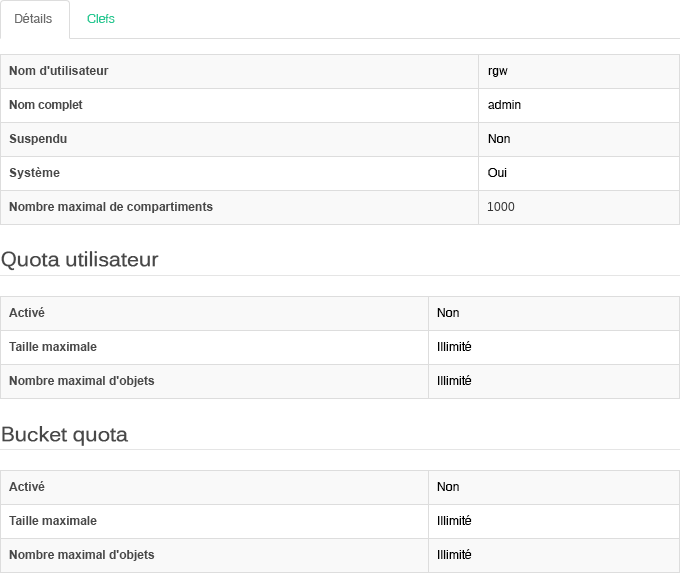 Détails Clefs
Nom d'utilisateur rgw
Nom complet admin
Suspendu Non
Système Oui
Nombre maximal de compartiments 1000
Quota utilisateur
Activé Non
Taille maximale Illimité
Nombre maximal d'objets Illimité
Bucket quota
Activé Non
Taille maximale Illimité
Nombre maximal d'objets Illimité